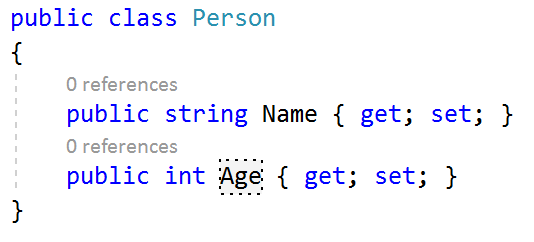 public class Person
{
0 references
public string Name { get; set; }
0 references
public int Age { get; set; }
}